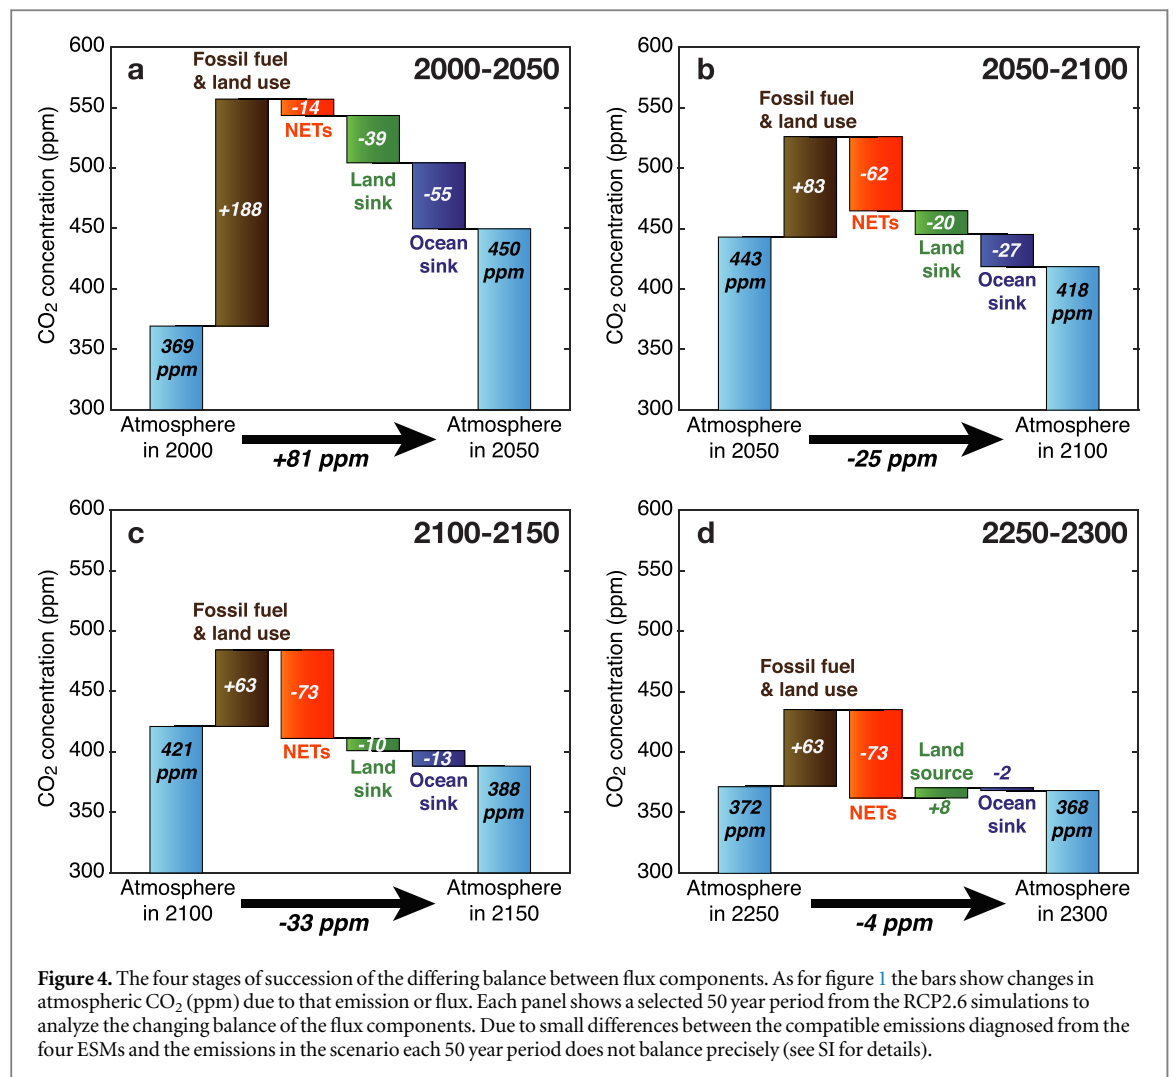 a
2000-2050
600
550
500
450
400
350
300
CO2 concentration (ppm)
Fossil fuel
& land use
+188
-14
NETs
-39
Land
sink
-55
Ocean
sink
369
ppm
450
ppm
Atmosphere
in 2000
Atmosphere
in 2050
+81 ppm
b
2050-2100
600
550
500
450
400
350
300
CO2 concentration (ppm)
Fossil fuel
& land use
+83
-62
NETs
-20
Land
sink
-27
Ocean
sink
443
ppm
418
ppm
Atmosphere
in 2050
Atmosphere
in 2100
-25 ppm
c
2100-2150
600
550
500
450
400
350
300
CO2 concentration (ppm)
Fossil fuel
& land use
+63
-73
NETs
-10
Land
sink
-13
Ocean
sink
421
ppm
388
ppm
Atmosphere
in 2100
Atmosphere
in 2150
-33 ppm
d
2250-2300
600
550
500
450
400
350
300
CO2 concentration (ppm)
Fossil fuel
& land use
+63
-73
NETs
Land
source
+8
-2
Ocean
sink
372
ppm
368
ppm
Atmosphere
in 2250
Atmosphere
in 2300
-4 ppm
Figure 4. The four stages of succession of the differing balance between flux components. As for figure 1 the bars show changes in
atmospheric CO2 (ppm) due to that emission or flux. Each panel shows a selected 50 year period from the RCP2.6 simulations to
analyze the changing balance of the flux components. Due to small differences between the compatible emissions diagnosed from the
four ESMs and the emissions in the scenario each 50 year period does not balance precisely (see SI for details).